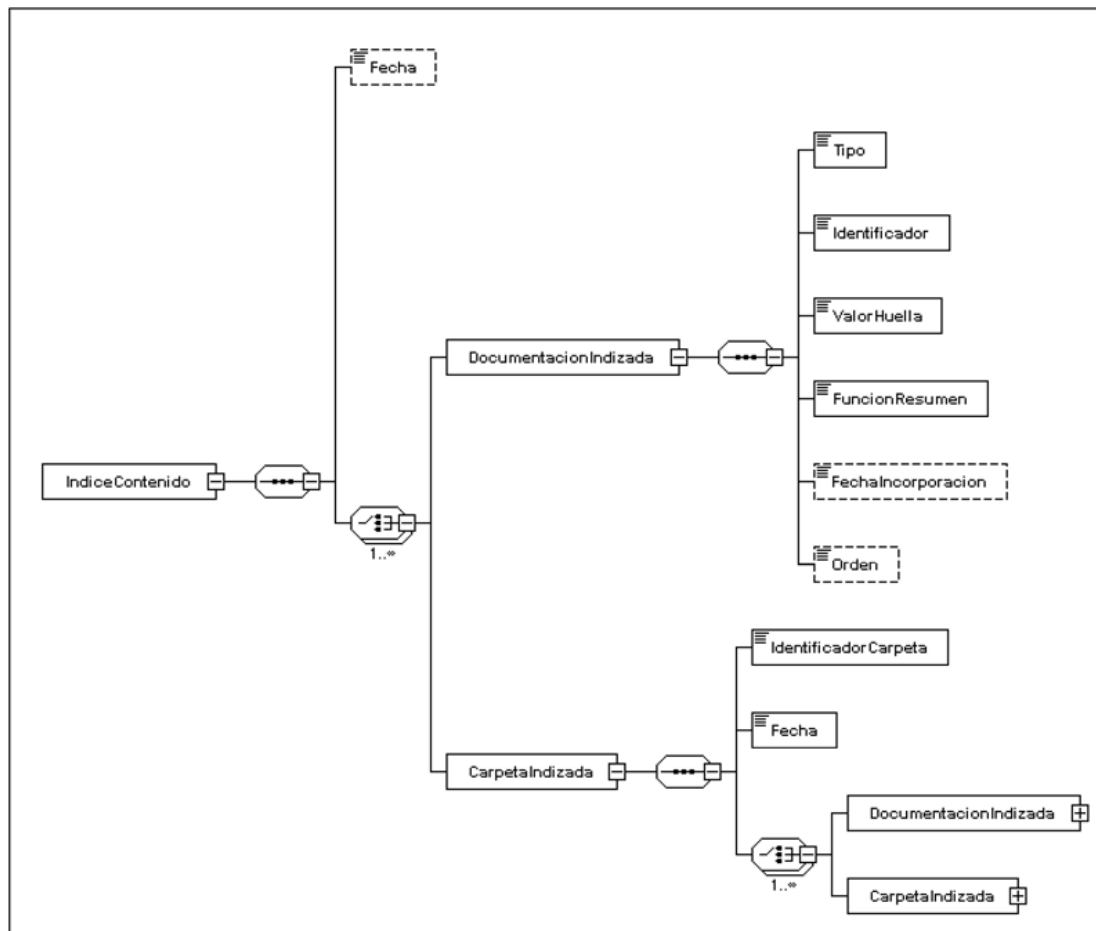 Fecha
Tipo
Identificador
ValorHuella
DocumentacionIndizada
FuncionResumen
IndiceContenido
FechaIncorporacion
1..∞
Orden
IdentificadorCarpeta
Fecha
CarpetaIndizada
DocumentacionIndizada
1..∞
CarpetaIndizada